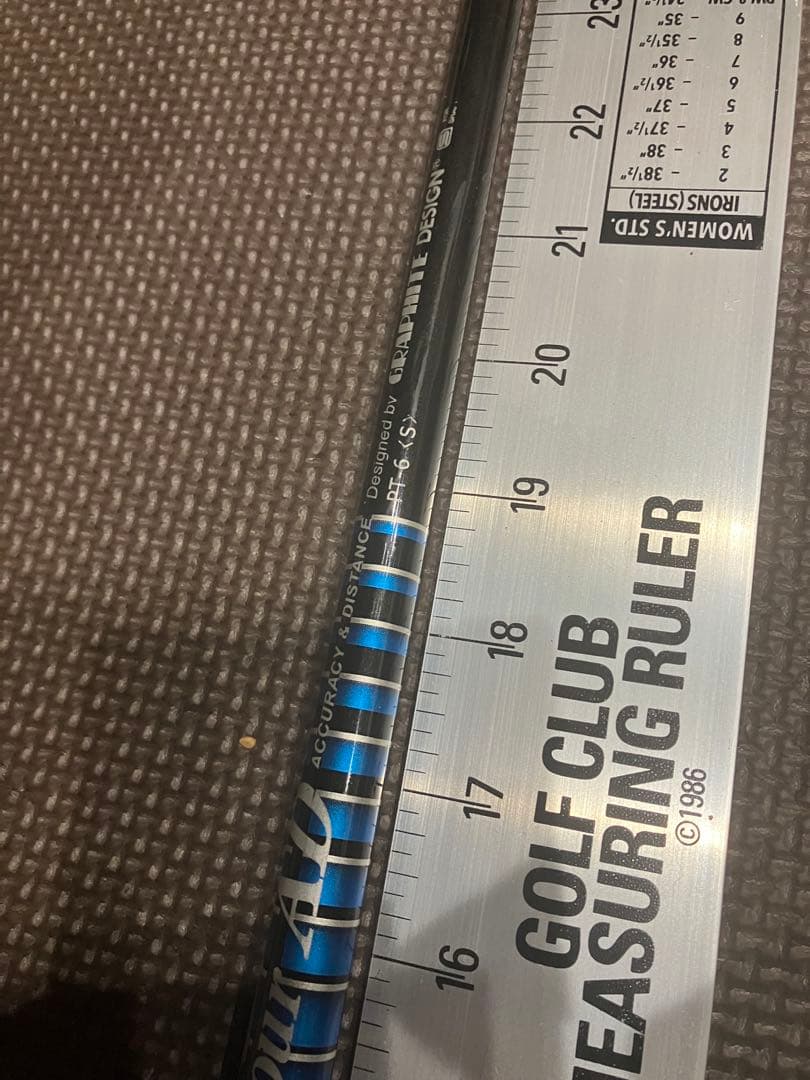 our AD
ACCURACY & DISTANCE
Designed by GRAPHITE DESIGN®
PT-6 <S>
16 17 18 19 20 21 22 23
GOLF CLUB
EASURING RULER
©1986
WOMEN'S STD.
IRONS (STEEL)
2 - 38½"
3 - 38"
4 - 37½"
5 - 37"
6 - 36½"
7 - 36"
8 - 35½"
9 - 35"